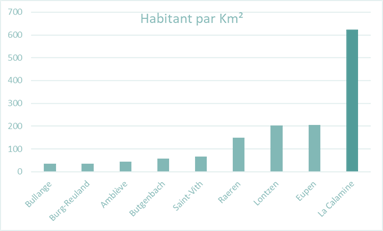 Habitant par Km²
700
600
500
400
300
200
100
0
Bullange
Burg-Reuland
Amblève
Butgenbach
Saint-Vith
Raeren
Lontzen
Eupen
La Calamine